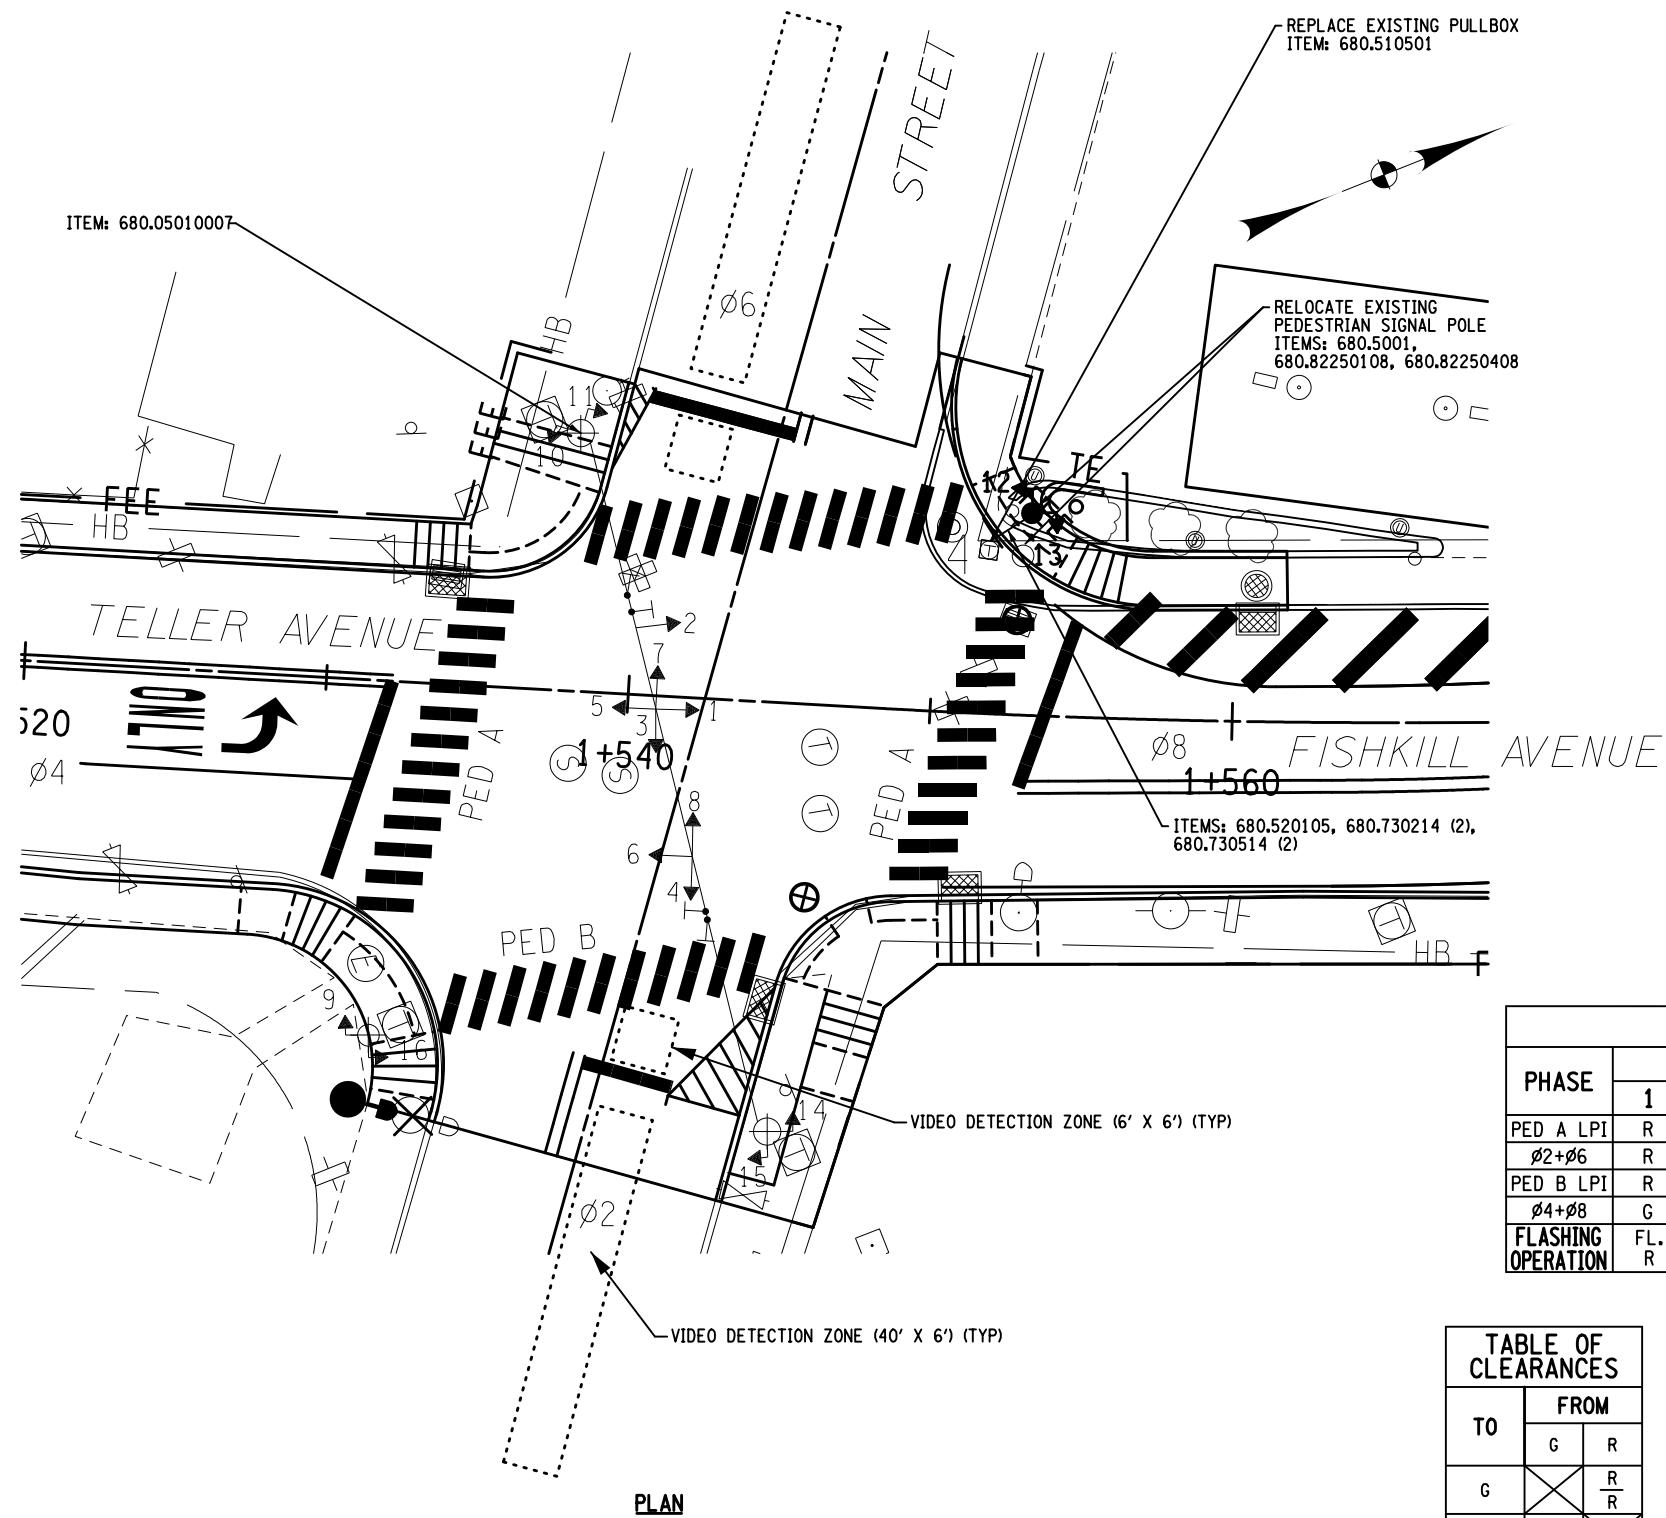 REPLACE EXISTING PULLBOX
ITEM: 680.510501
STREET
MAIN
ITEM: 680.05010007
Ø6
HB
RELOCATE EXISTING
PEDESTRIAN SIGNAL POLE
ITEMS: 680.5001,
680.82250108, 680.82250408
11
10
12
TE
13
FEE
HB
TELLER AVENUE
2
7
5
1
3
ONLY
520
Ø4
1+540
S
S
T
T
PED A
PED A
Ø8
FISHKILL AVENUE
1+560
8
6
4
ITEMS: 680.520105, 680.730214 (2),
680.730514 (2)
PED B
E
HB
F
9
16
D
14
15
VIDEO DETECTION ZONE (6' X 6') (TYP)
Ø2
VIDEO DETECTION ZONE (40' X 6') (TYP)
PLAN
PHASE
1
PED A LPI R
Ø2+Ø6 R
PED B LPI R
Ø4+Ø8 G
FLASHING OPERATION FL. R
TABLE OF
CLEARANCES
TO FROM
G R
G R
R